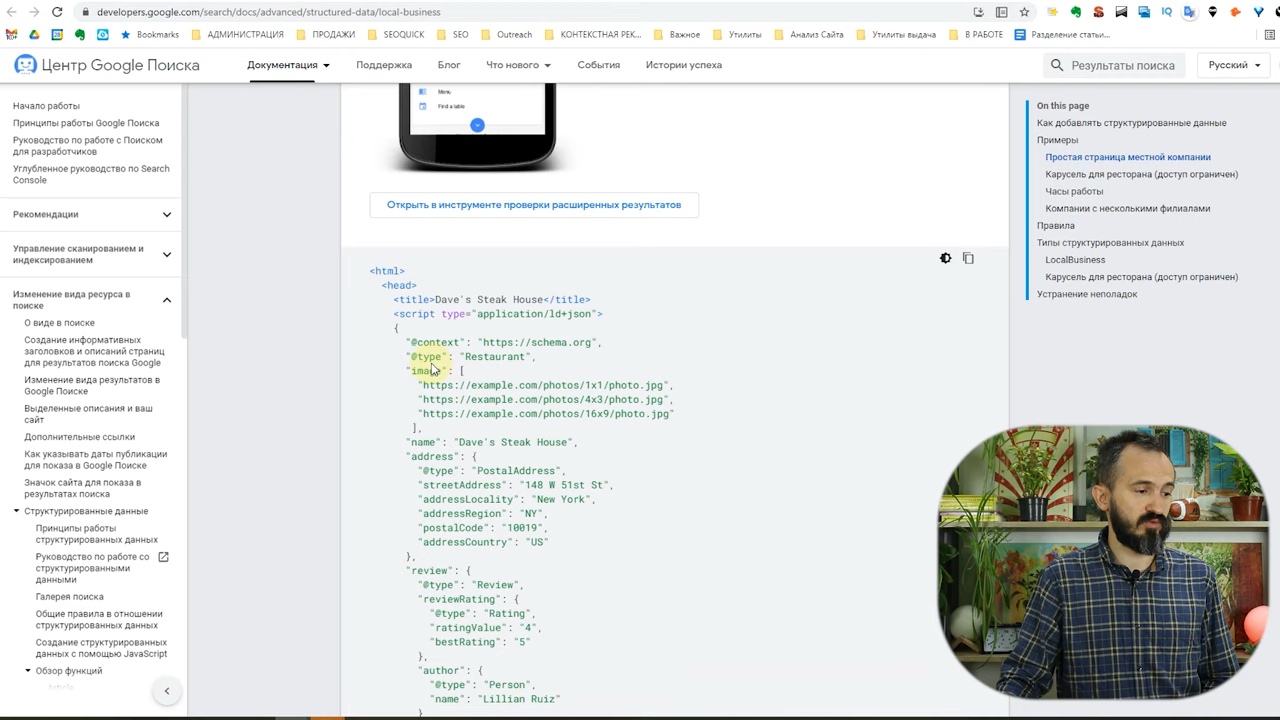 developers.google.com/search/docs/advanced/structured-data/local-business
Bookmarks
АДМИНИСТРАЦИЯ
ПРОДАЖИ
SEOQUICK
SEO
Outreach
КОНТЕКСТНАЯ РЕК...
Важное
Утилиты
Анализ Сайта
Утилиты выдача
В РАБОТЕ
Разделение статьи...
Центр Google Поиска
Документация
Поддержка
Блог
Что нового
События
Истории успеха
Результаты поиска
Русский
Начало работы
Принципы работы Google Поиска
Руководство по работе с Поиском
для разработчиков
Углубленное руководство по Search
Console
Рекомендации
Управление сканированием и
индексированием
Изменение вида ресурса в
поиске
О виде в поиске
Создание информативных
заголовков и описаний страниц
для результатов поиска Google
Изменение вида результатов в
Google Поиске
Выделенные описания и ваш
сайт
Дополнительные ссылки
Как указывать даты публикации
для показа в Google Поиске
Значок сайта для показа в
результатах поиска
Структурированные данные
Принципы работы
структурированных данных
Руководство по работе со
структурированными
данными
Галерея поиска
Общие правила в отношении
структурированных данных
Создание структурированных
данных с помощью JavaScript
Обзор функций
Article
Menu
Find a table
Открыть в инструменте проверки расширенных результатов
<html>
<head>
<title>Dave's Steak House</title>
<script type="application/ld+json">
{
"@context": "https://schema.org",
"@type": "Restaurant",
"image": [
"https://example.com/photos/1x1/photo.jpg",
"https://example.com/photos/4x3/photo.jpg",
"https://example.com/photos/16x9/photo.jpg"
],
"name": "Dave's Steak House",
"address": {
"@type": "PostalAddress",
"streetAddress": "148 W 51st St",
"addressLocality": "New York",
"addressRegion": "NY",
"postalCode": "10019",
"addressCountry": "US"
},
"review": {
"@type": "Review",
"reviewRating": {
"@type": "Rating",
"ratingValue": "4",
"bestRating": "5"
},
"author": {
"@type": "Person",
"name": "Lillian Ruiz"
}
On this page
Как добавлять структурированные данные
Примеры
Простая страница местной компании
Карусель для ресторана (доступ ограничен)
Часы работы
Компании с несколькими филиалами
Правила
Типы структурированных данных
LocalBusiness
Карусель для ресторана (доступ ограничен)
Устранение неполадок